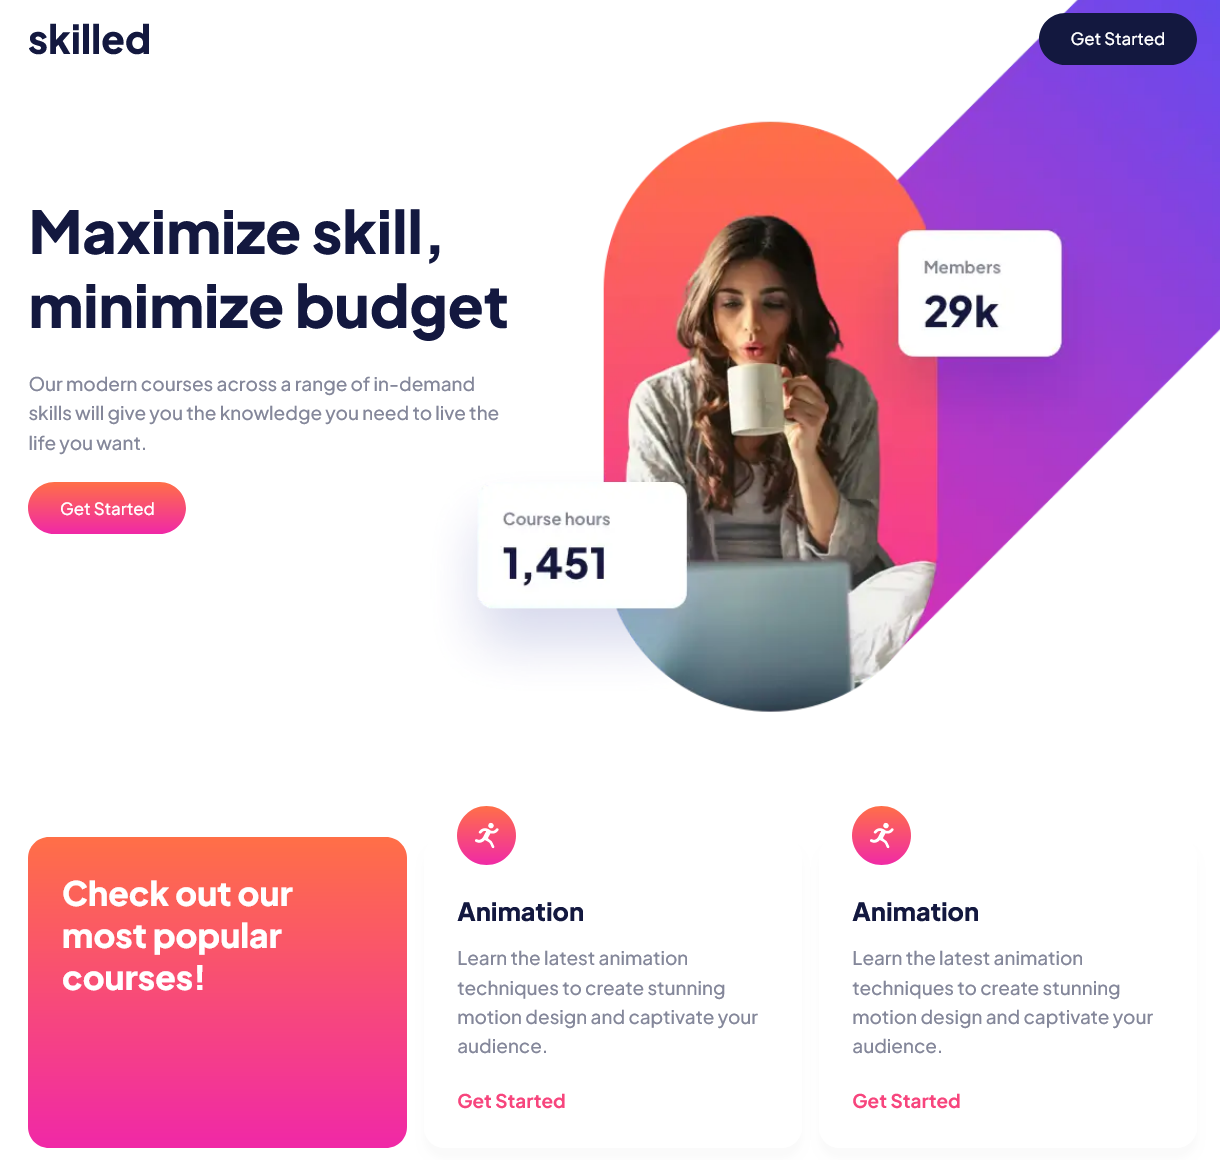 skilled
Get Started
Maximize skill,
minimize budget
Our modern courses across a range of in-demand
skills will give you the knowledge you need to live the
life you want.
Get Started
Members
29k
Course hours
1,451
Check out our
most popular
courses!
Animation
Learn the latest animation
techniques to create stunning
motion design and captivate your
audience.
Get Started
Animation
Learn the latest animation
techniques to create stunning
motion design and captivate your
audience.
Get Started